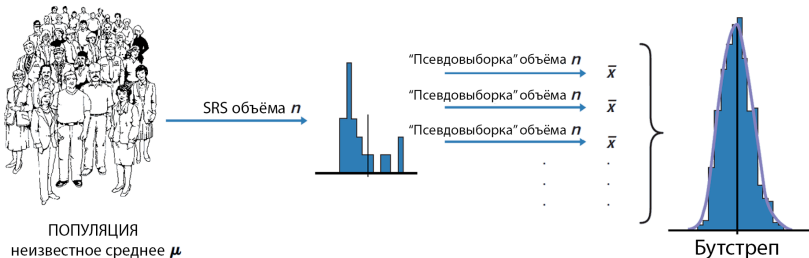 SRS объёма n
"Псевдовыборка" объёма n
x̄
"Псевдовыборка" объёма n
x̄
"Псевдовыборка" объёма n
x̄
ПОПУЛЯЦИЯ
неизвестное среднее μ
Бутстреп